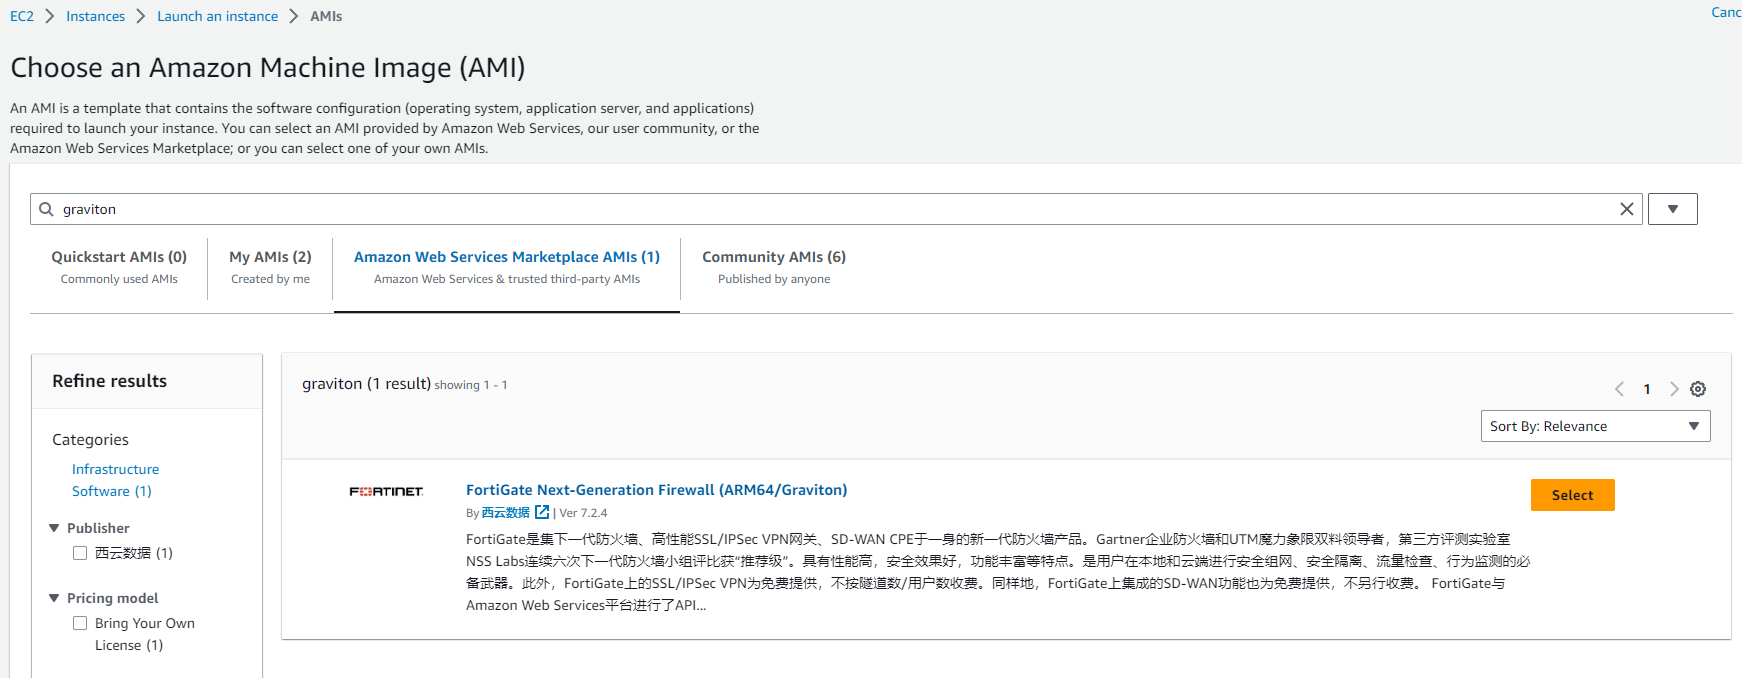 EC2 > Instances > Launch an instance > AMIs
Canc
Choose an Amazon Machine Image (AMI)
An AMI is a template that contains the software configuration (operating system, application server, and applications)
required to launch your instance. You can select an AMI provided by Amazon Web Services, our user community, or the
Amazon Web Services Marketplace; or you can select one of your own AMIs.
graviton
Quickstart AMIs (0)
Commonly used AMIs
My AMIs (2)
Created by me
Amazon Web Services Marketplace AMIs (1)
Amazon Web Services & trusted third-party AMIs
Community AMIs (6)
Published by anyone
Refine results
Categories
Infrastructure
Software (1)
Publisher
西云数据 (1)
Pricing model
Bring Your Own
License (1)
graviton (1 result) showing 1 - 1
1
Sort By: Relevance
FORTINET
FortiGate Next-Generation Firewall (ARM64/Graviton)
By 西云数据 | Ver 7.2.4
FortiGate是集下一代防火墙、高性能SSL/IPSec VPN网关、SD-WAN CPE于一身的新一代防火墙产品。Gartner企业防火墙和UTM魔力象限双料领导者，第三方评测实验室
NSS Labs连续六次下一代防火墙小组评比获“推荐级”。具有性能高，安全效果好，功能丰富等特点。是用户在本地和云端进行安全组网、安全隔离、流量检查、行为监测的必
备武器。此外，FortiGate上的SSL/IPSec VPN为免费提供，不按隧道数/用户数收费。同样地，FortiGate上集成的SD-WAN功能也为免费提供，不另行收费。 FortiGate与
Amazon Web Services平台进行了API...
Select